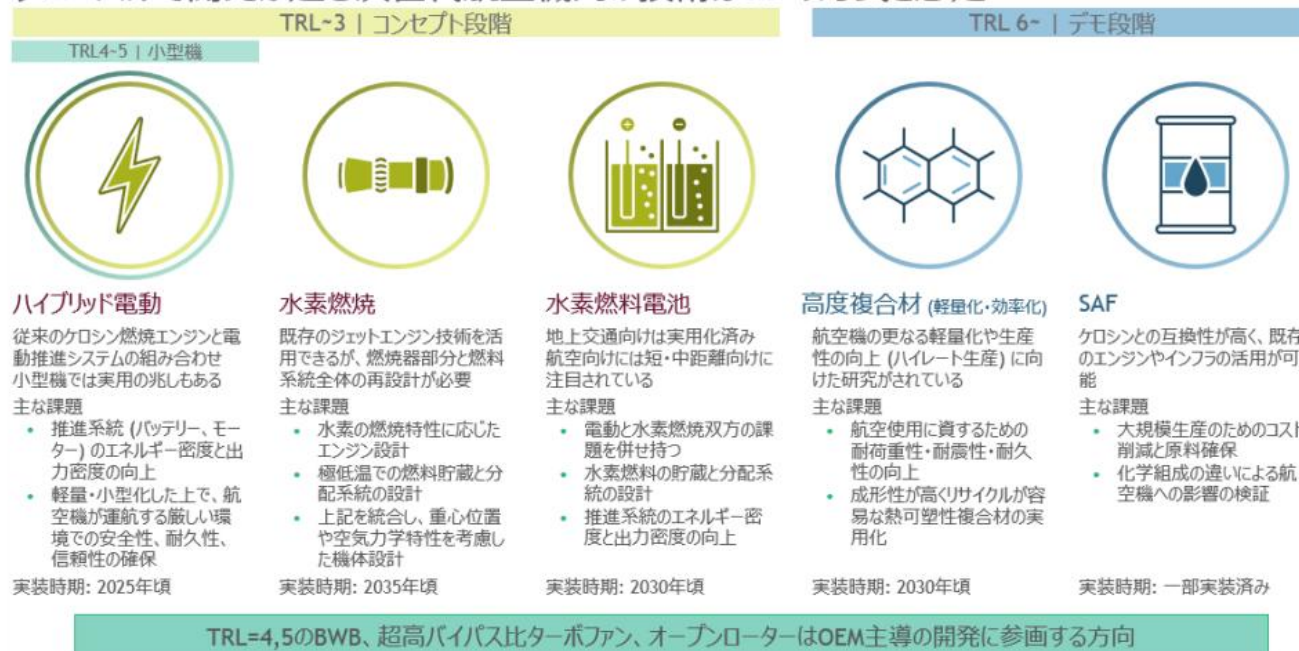 TRL~3 | コンセプト段階
TRL 6~ | デモ段階
TRL4~5 | 小型機
ハイブリッド電動
従来のケロシン燃焼エンジンと電
動推進システムの組み合わせ
小型機では実用の兆しもある
主な課題
• 推進系統 (バッテリー、モー
ター) のエネルギー密度と出
力密度の向上
• 軽量・小型化した上で、航
空機が運航する厳しい環
境での安全性、耐久性、
信頼性の確保
実装時期: 2025年頃
水素燃焼
既存のジェットエンジン技術を活
用できるが、燃焼器部分と燃料
系統全体の再設計が必要
主な課題
• 水素の燃焼特性に応じた
エンジン設計
• 極低温での燃料貯蔵と分
配系統の設計
• 上記を統合し、重心位置
や空気力学特性を考慮し
た機体設計
実装時期: 2035年頃
水素燃料電池
地上交通向けは実用化済み
航空向けには短・中距離向けに
注目されている
主な課題
• 電動と水素燃焼双方の課
題を併せ持つ
• 水素燃料の貯蔵と分配系
統の設計
• 推進系統のエネルギー密
度と出力密度の向上
実装時期: 2030年頃
高度複合材 (軽量化・効率化)
航空機の更なる軽量化や生産
性の向上 (ハイレート生産) に向
けた研究がされている
主な課題
• 航空使用に資するための
耐荷重性・耐震性・耐久
性の向上
• 成形性が高くリサイクルが容
易な熱可塑性複合材の実
用化
実装時期: 2030年頃
SAF
ケロシンとの互換性が高く、既存
のエンジンやインフラの活用が可
能
主な課題
• 大規模生産のためのコスト
削減と原料確保
• 化学組成の違いによる航
空機への影響の検証
実装時期: 一部実装済み
TRL=4,5のBWB、超高バイパス比ターボファン、オープンローターはOEM主導の開発に参画する方向